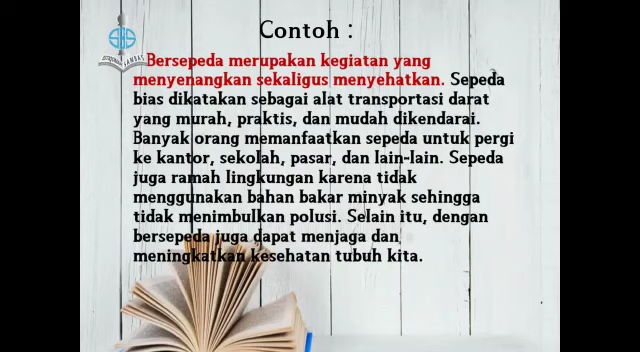 Contoh :
SBS
Bersepeda merupakan kegiatan yang
menyenangkan sekaligus menyehatkan. Sepeda
bias dikatakan sebagai alat transportasi darat
yang murah, praktis, dan mudah dikendarai.
Banyak orang memanfaatkan sepeda untuk pergi
ke kantor, sekolah, pasar, dan lain-lain. Sepeda
juga ramah lingkungan karena tidak
menggunakan bahan bakar minyak sehingga
tidak menimbulkan polusi. Selain itu, dengan
bersepeda juga dapat menjaga dan
meningkatkan kesehatan tubuh kita.